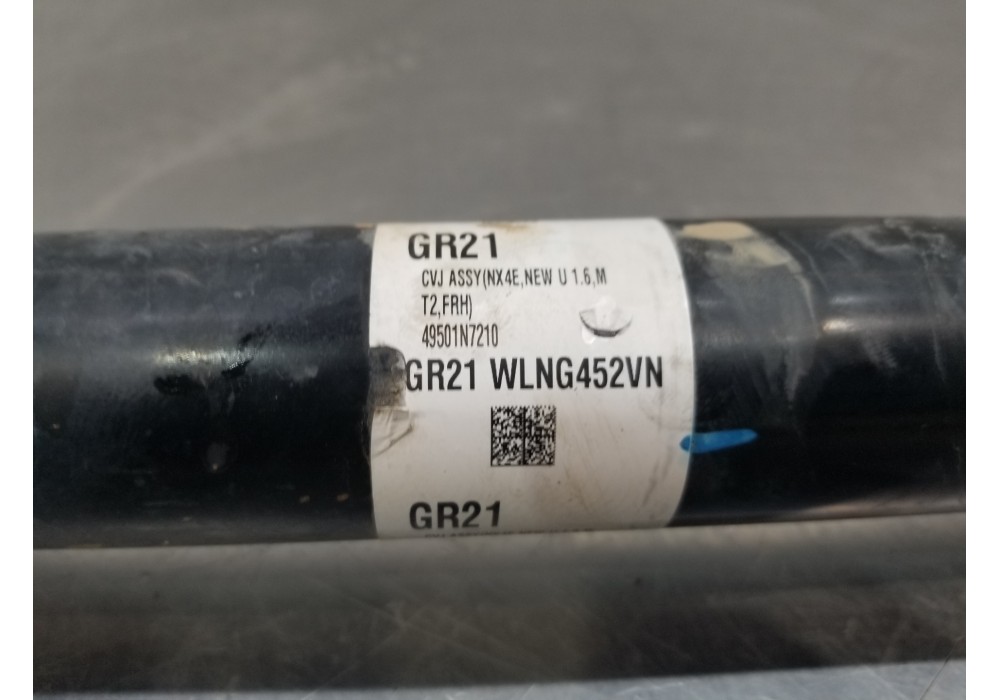 GR21
CVJ ASSY(NX4E,NEW U 1.6,M
T2,FRH)
49501N7210
GR21 WLNG452VN
GR21